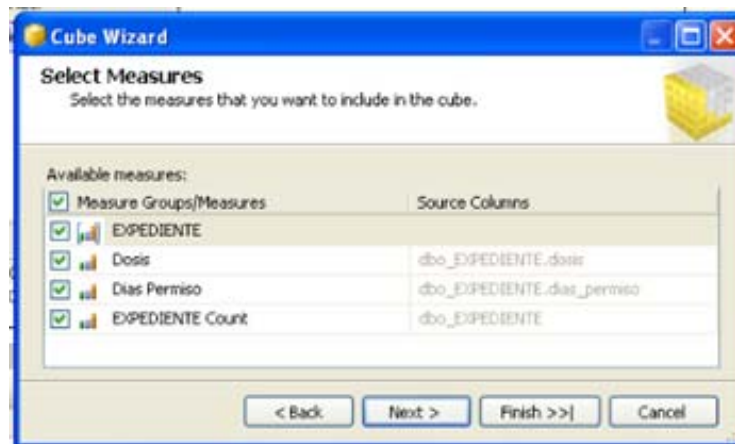 Cube Wizard
Select Measures
Select the measures that you want to include in the cube.
Available measures:
Measure Groups/Measures Source Columns
EXPEDIENTE
Dosis dbo_EXPEDIENTE.dosis
Dias Permiso dbo_EXPEDIENTE.dias_permiso
EXPEDIENTE Count dbo_EXPEDIENTE
< Back Next > Finish >>| Cancel